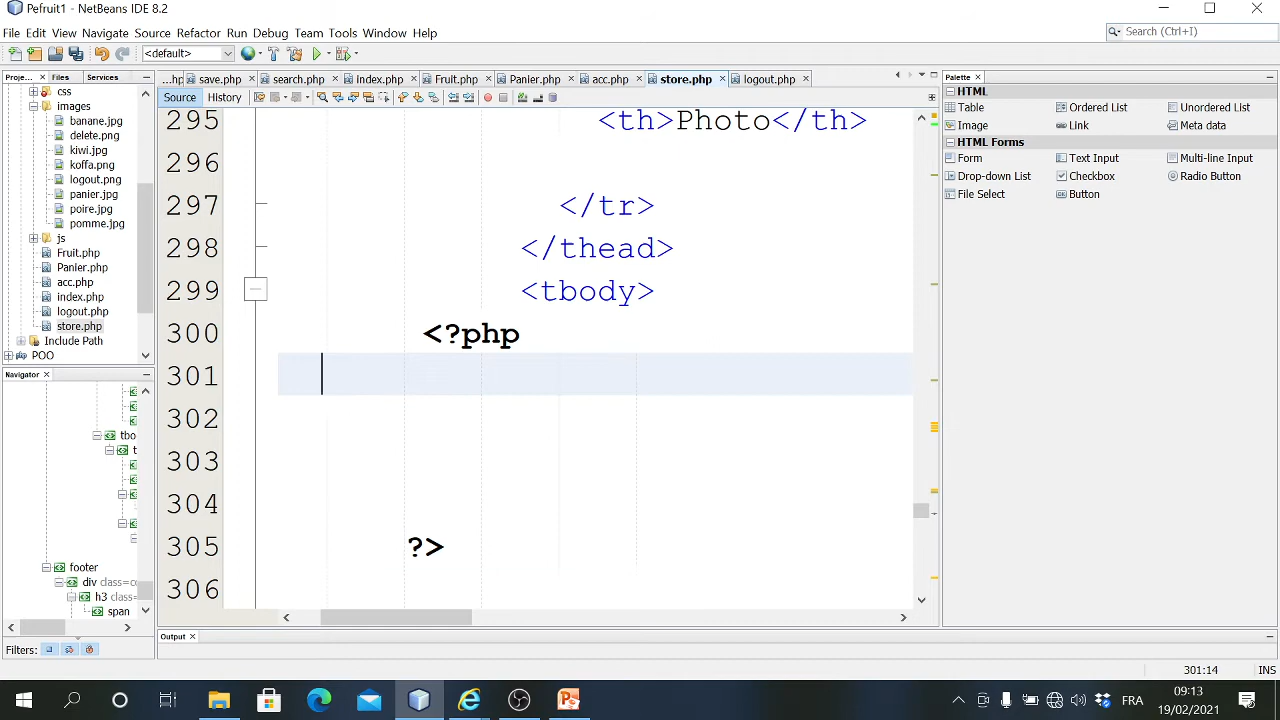 Pefruit1 - NetBeans IDE 8.2
File Edit View Navigate Source Refactor Run Debug Team Tools Window Help
Search (Ctrl+I)
<default>
Proje... Files Services
...hp save.php search.php index.php Fruit.php Panier.php acc.php store.php logout.php
Palette
Source History
HTML
Table Ordered List Unordered List
Image Link Meta data
HTML Forms
Form Text Input Multi-line Input
Drop-down List Checkbox Radio Button
File Select Button
css
images
banane.jpg
delete.png
kiwi.jpg
koffa.png
logout.png
panier.jpg
poire.jpg
pomme.jpg
js
Fruit.php
Panier.php
acc.php
index.php
logout.php
store.php
Include Path
POO
295 <th>Photo</th>
296
297 </tr>
298 </thead>
299 <tbody>
300 <?php
301
302
303
304
305 ?>
306
Navigator
tbo
t
footer
div class=co
h3 class=
span
Filters:
Output
301:14 INS
FRA
09:13
19/02/2021